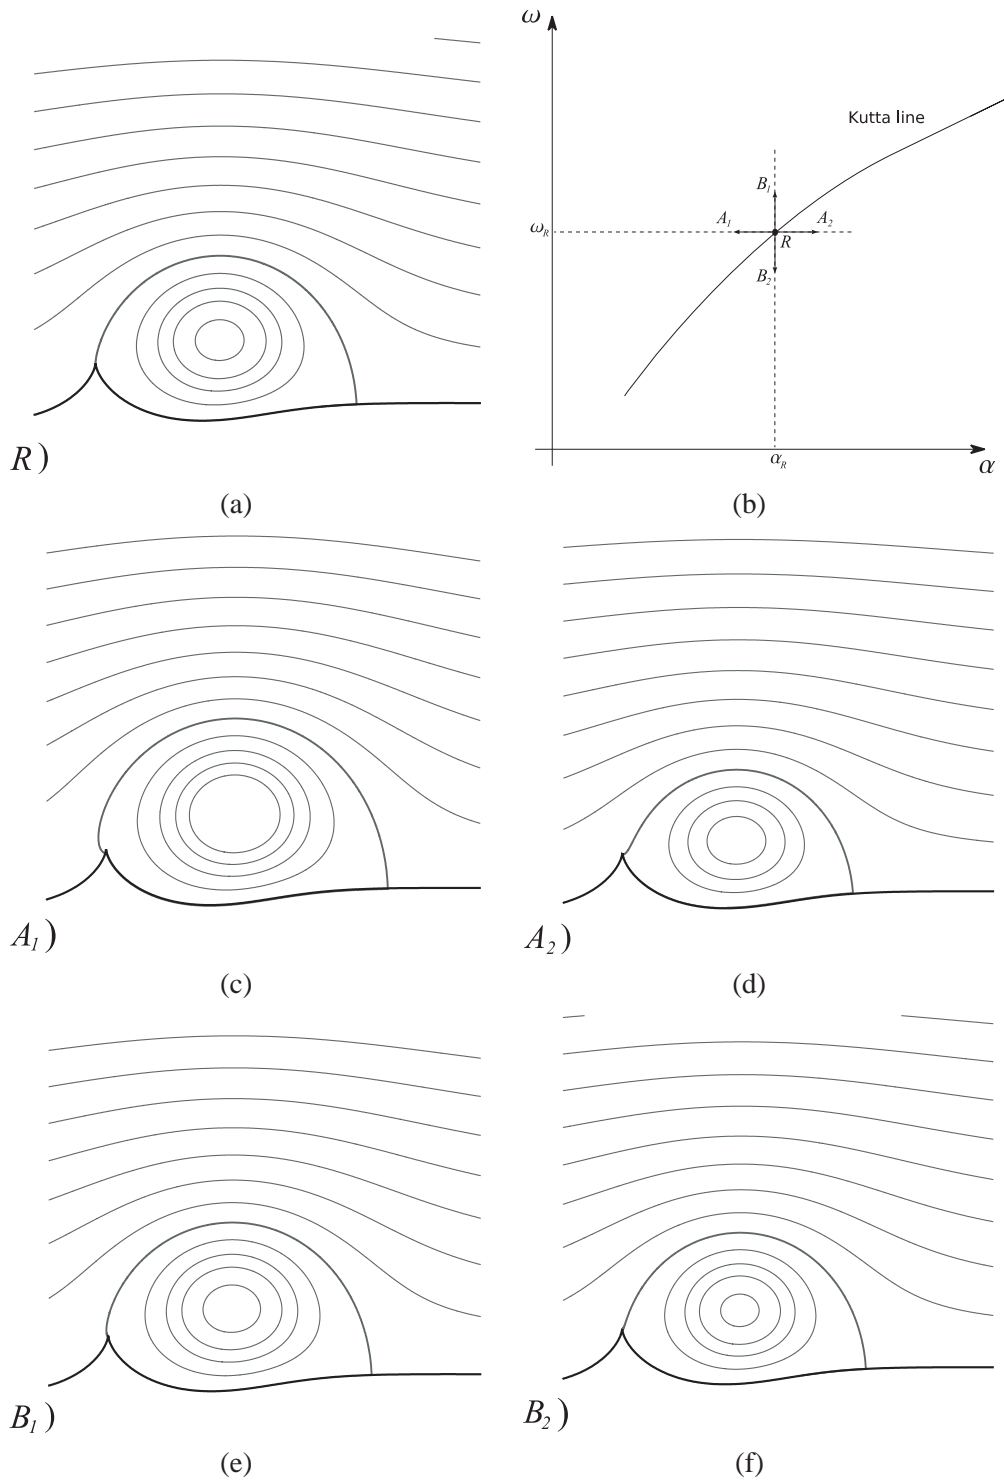 ω
Kutta line
B1
A1 A2
ωR
R
B2
αR
α
R)
(a) (b)
A1) A2)
(c) (d)
B1) B2)
(e) (f)